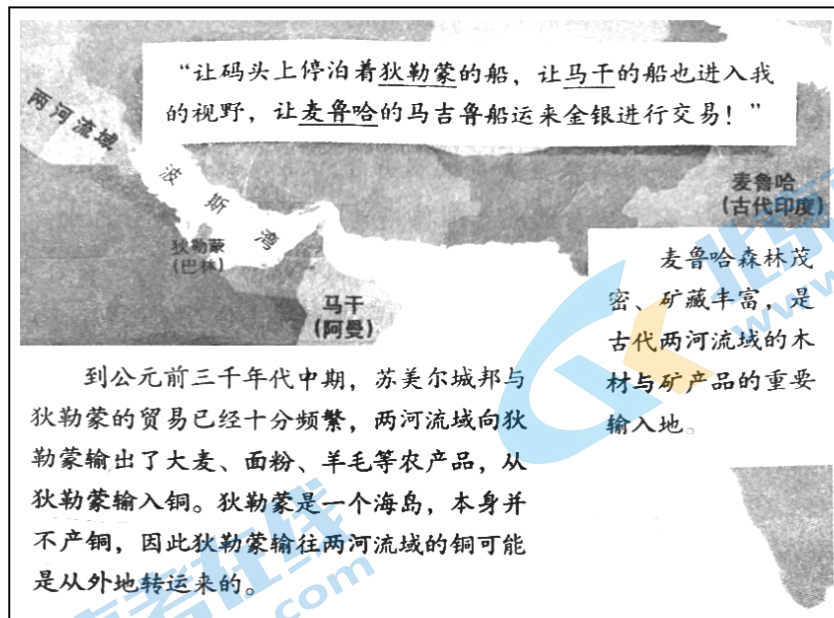 “让码头上停泊着狄勒蒙的船，让马干的船也进入我
的视野，让麦鲁哈的马吉鲁船运来金银进行交易！”
两河流域
波斯湾
麦鲁哈
（古代印度）
狄勒蒙
（巴林）
马干
（阿曼）
麦鲁哈森林茂
密、矿藏丰富，是
古代两河流域的木
材与矿产品的重要
输入地。
到公元前三千年代中期，苏美尔城邦与
狄勒蒙的贸易已经十分频繁，两河流域向狄
勒蒙输出了大麦、面粉、羊毛等农产品，从
狄勒蒙输入铜。狄勒蒙是一个海岛，本身并
不产铜，因此狄勒蒙输往两河流域的铜可能
是从外地转运来的。